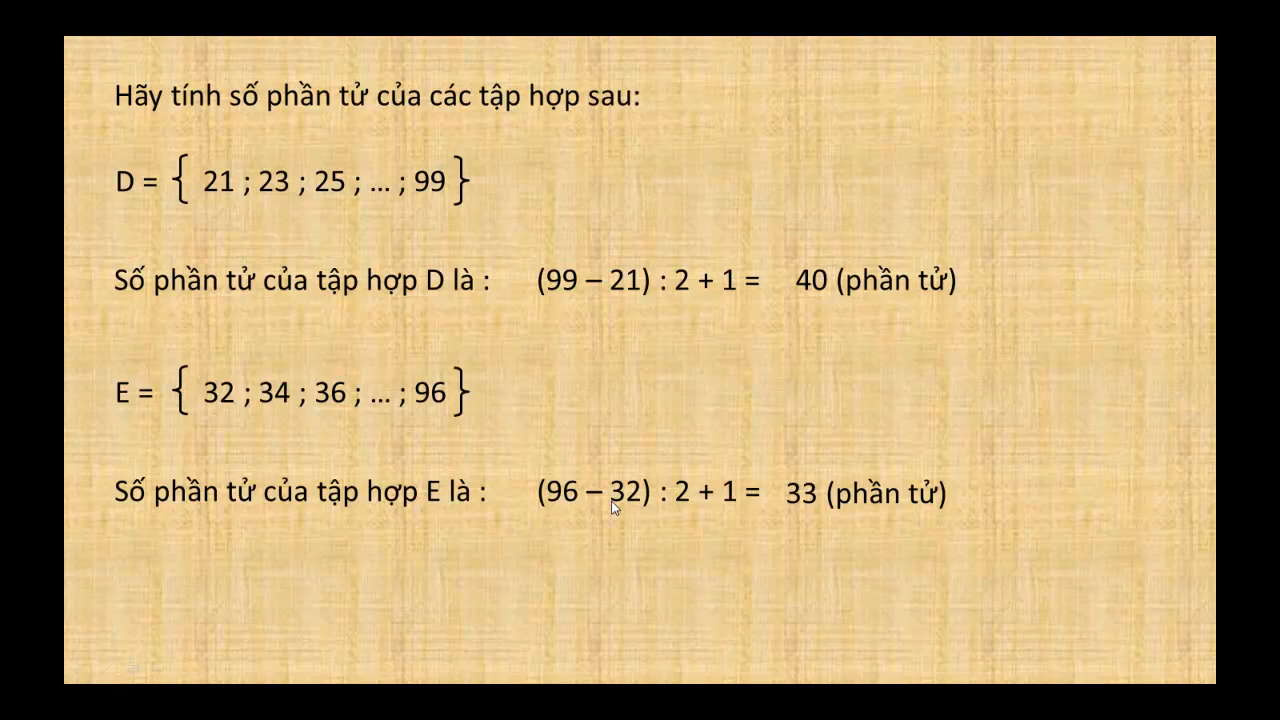 Hãy tính số phần tử của các tập hợp sau:
D = { 21 ; 23 ; 25 ; ... ; 99 }
Số phần tử của tập hợp D là : (99 – 21) : 2 + 1 = 40 (phần tử)
E = { 32 ; 34 ; 36 ; ... ; 96 }
Số phần tử của tập hợp E là : (96 – 32) : 2 + 1 = 33 (phần tử)